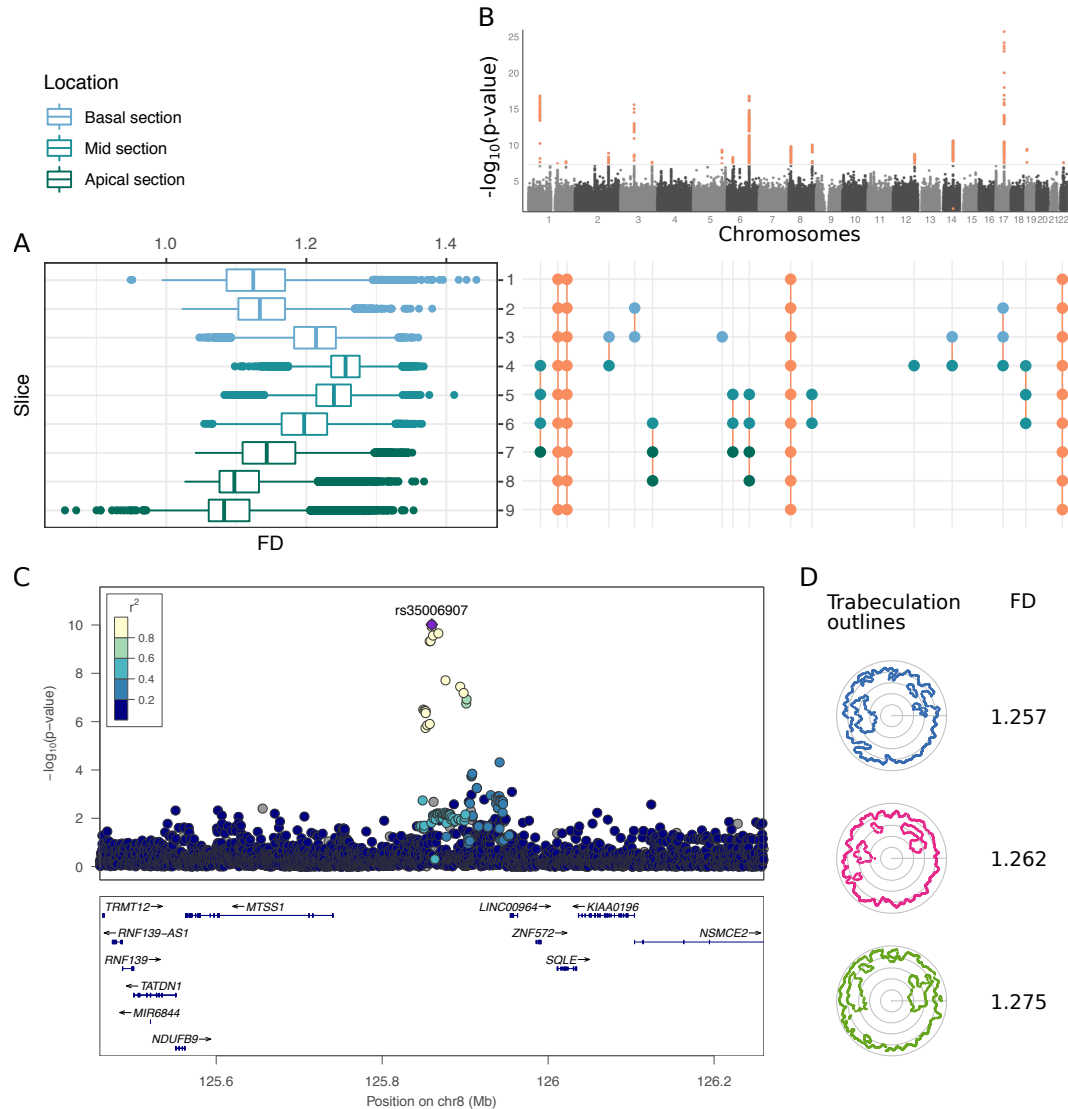 B
Location
Basal section
Mid section
Apical section
-log10(p-value)
25
20
15
10
5
1 2 3 4 5 6 7 8 9 10 11 12 13 14 15 16 17 18 19 20 21 22
Chromosomes
A
1.0 1.2 1.4
Slice
1
2
3
4
5
6
7
8
9
FD
C
r2
0.8
0.6
0.4
0.2
rs35006907
−log10(p−value)
10
8
6
4
2
0
TRMT12→ ←MTSS1 LINC00964→ ←KIAA0196
←RNF139−AS1 ZNF572→ NSMCE2→
RNF139→ SQLE→
←TATDN1
←MIR6844
NDUFB9→
125.6 125.8 126 126.2
Position on chr8 (Mb)
D
Trabeculation outlines
FD
1.257
1.262
1.275